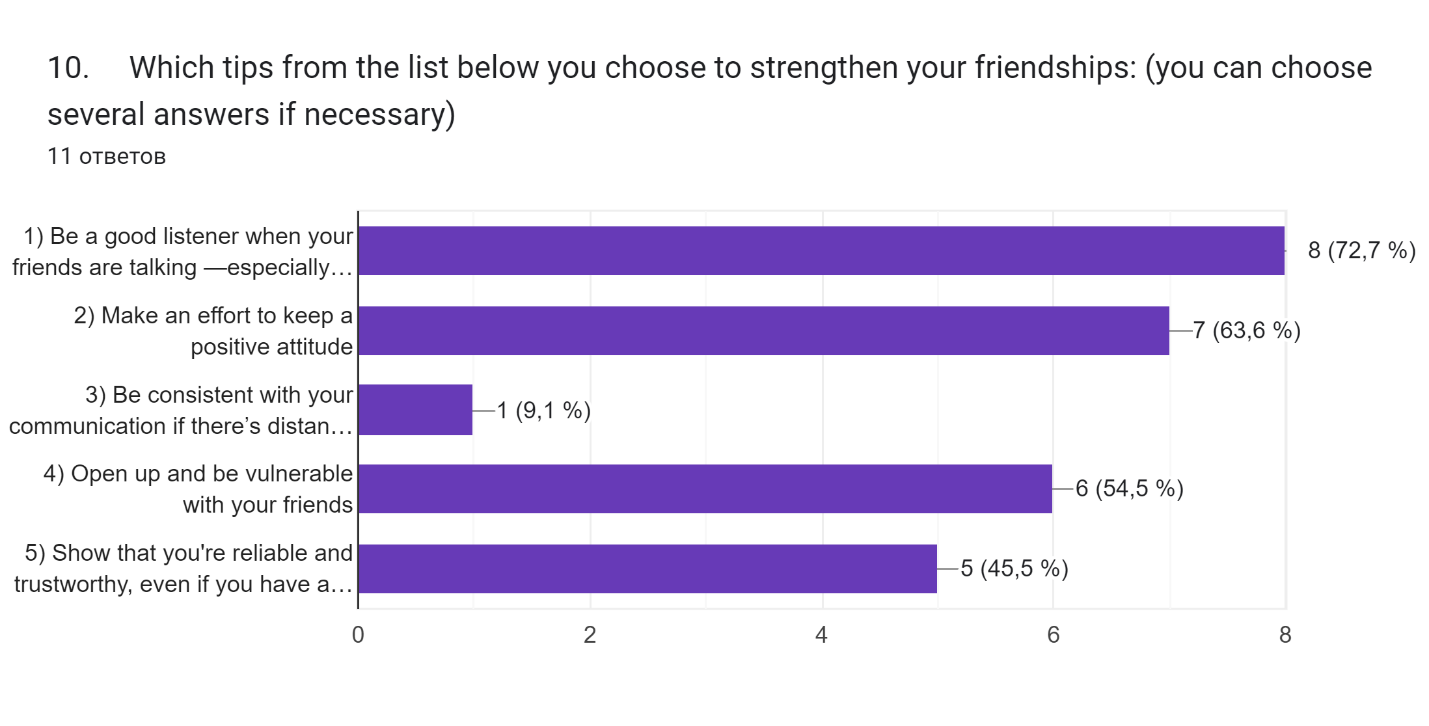 10. Which tips from the list below you choose to strengthen your friendships: (you can choose
several answers if necessary)
11 ответов
1) Be a good listener when your
friends are talking —especially…
8 (72,7 %)
2) Make an effort to keep a
positive attitude
7 (63,6 %)
3) Be consistent with your
communication if there’s distan…
1 (9,1 %)
4) Open up and be vulnerable
with your friends
6 (54,5 %)
5) Show that you're reliable and
trustworthy, even if you have a…
5 (45,5 %)
0 2 4 6 8